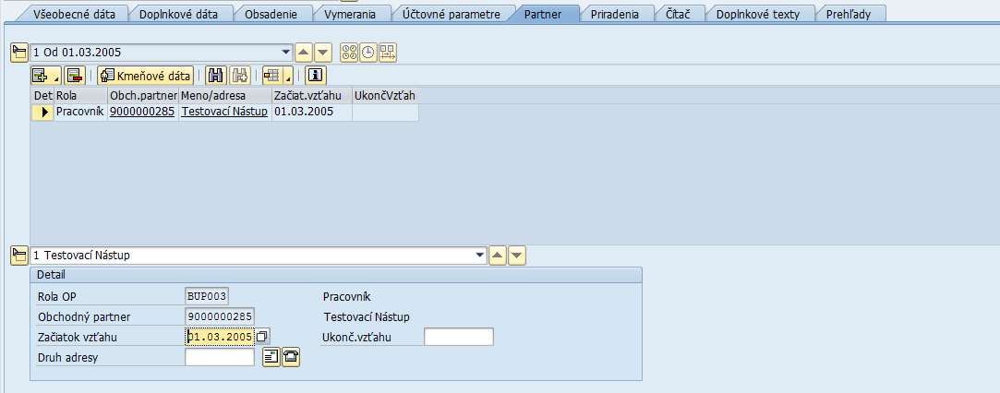 Všeobecné dáta Doplnkové dáta Obsadenie Vymerania Účtovné parametre Partner Priradenia Čítač Doplnkové texty Prehľady
1 Od 01.03.2005
Kmeňové dáta
Det Rola Obch.partner Meno/adresa Začiat.vzťahu UkončVzťah
Pracovník 9000000285 Testovací Nástup 01.03.2005
1 Testovací Nástup
Detail
Rola OP BUP003 Pracovník
Obchodný partner 9000000285 Testovací Nástup
Začiatok vzťahu 01.03.2005 Ukonč.vzťahu
Druh adresy